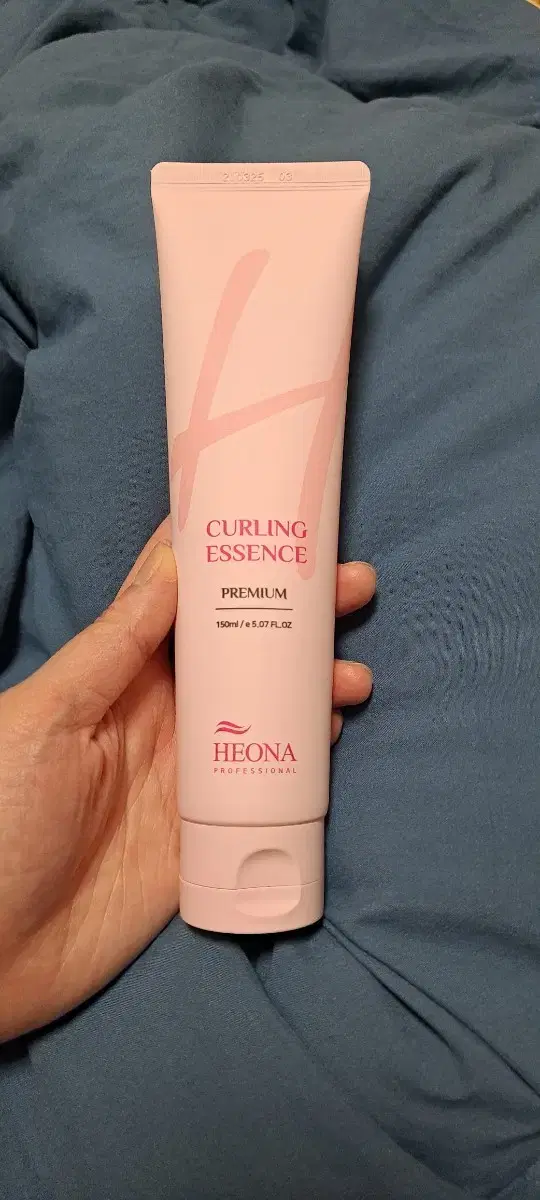 CURLING
ESSENCE
PREMIUM
150ml / e 5.07 FL.OZ
HEONA
PROFESSIONAL